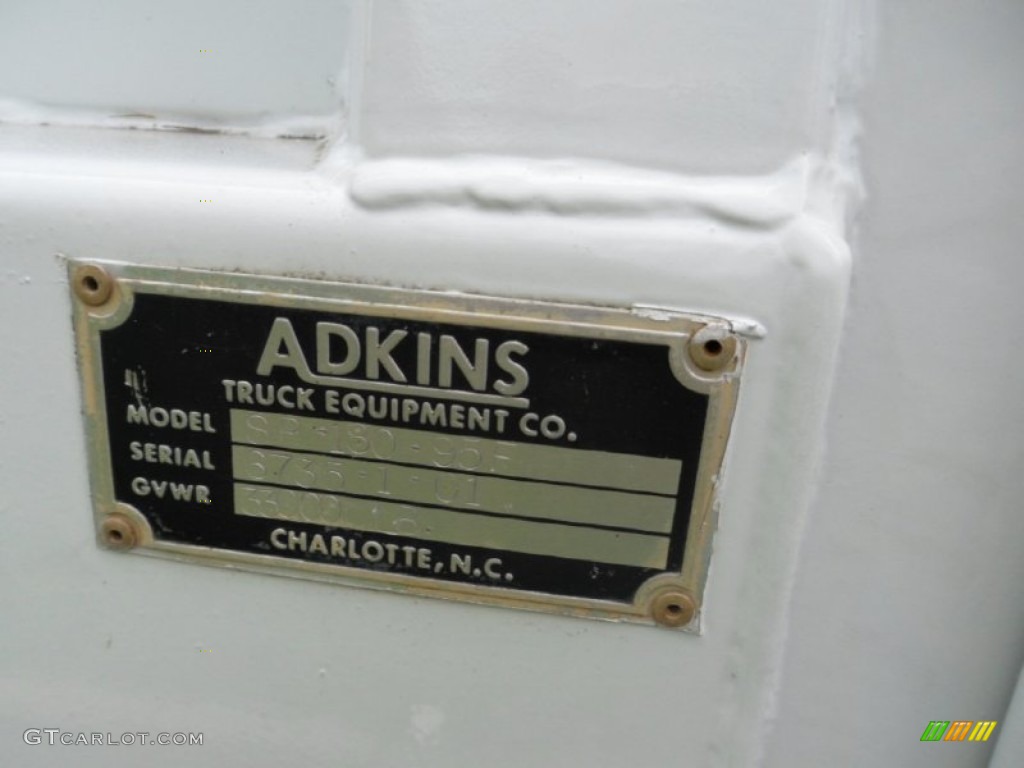 ADKINS
TRUCK EQUIPMENT CO.
MODEL
SERIAL
GVWR
CHARLOTTE, N.C.
GTCARLOT.COM